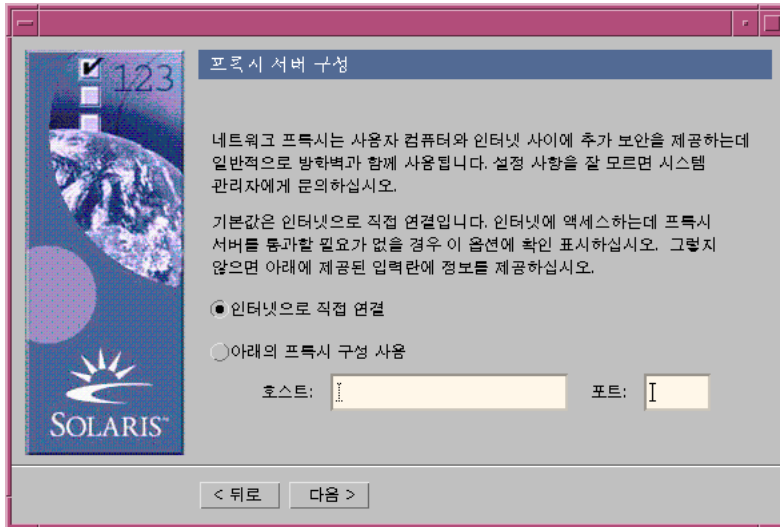 123
프록시 서버 구성
네트워크 프록시는 사용자 컴퓨터와 인터넷 사이에 추가 보안을 제공하는데
일반적으로 방화벽과 함께 사용됩니다. 설정 사항을 잘 모르면 시스템
관리자에게 문의하십시오.
기본값은 인터넷으로 직접 연결입니다. 인터넷에 액세스하는데 프록시
서버를 통과할 필요가 없을 경우 이 옵션에 확인 표시하십시오. 그렇지
않으면 아래에 제공된 입력란에 정보를 제공하십시오.
인터넷으로 직접 연결
아래의 프록시 구성 사용
호스트: 포트:
SOLARIS™
< 뒤로 다음 >